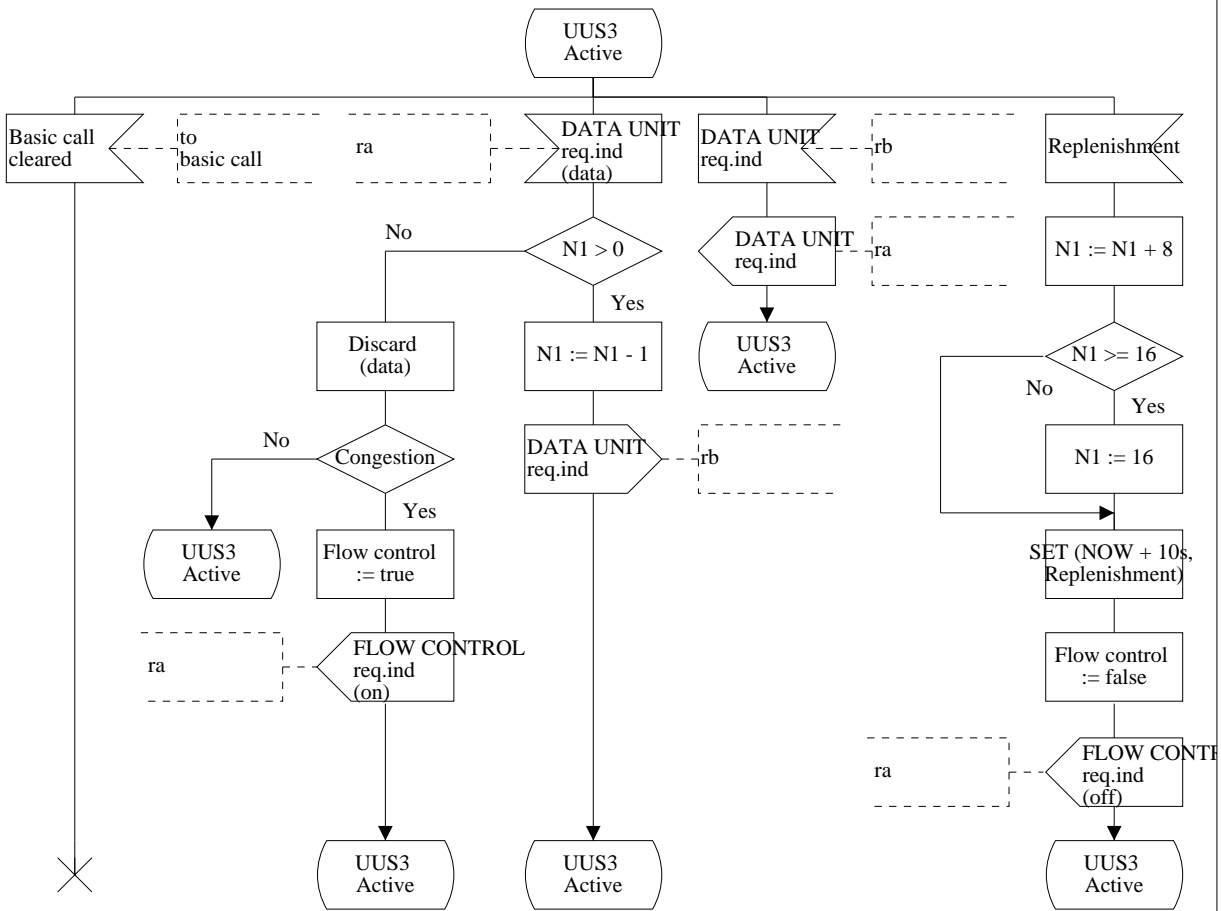 UUS3
Active
Basic call
cleared
to
basic call
ra
DATA UNIT
req.ind
(data)
DATA UNIT
req.ind
rb
Replenishment
No
N1 > 0
Yes
DATA UNIT
req.ind
ra
N1 := N1 + 8
Discard
(data)
N1 := N1 - 1
UUS3
Active
N1 >= 16
No
Yes
No
Congestion
Yes
DATA UNIT
req.ind
rb
N1 := 16
UUS3
Active
Flow control
:= true
SET (NOW + 10s,
Replenishment)
ra
FLOW CONTROL
req.ind
(on)
Flow control
:= false
ra
FLOW CONT
req.ind
(off)
UUS3
Active
UUS3
Active
UUS3
Active